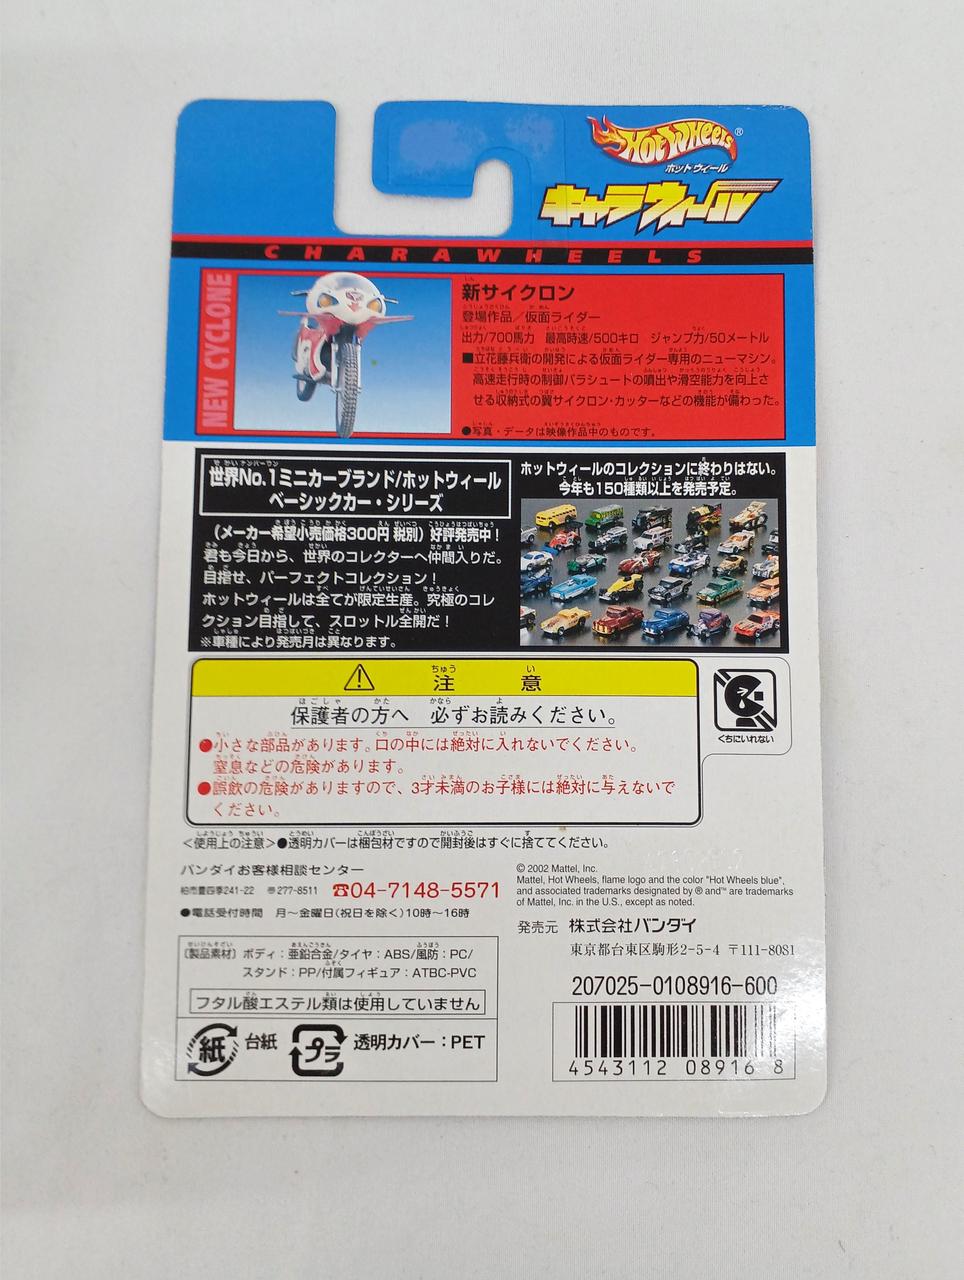 Hot Wheels®
ホットウィール
キャラウィール
CHARAWHEELS
NEW CYCLONE
新サイクロン
登場作品／仮面ライダー
出力/700馬力　最高時速/500キロ　ジャンプ力/50メートル
■立花藤兵衛の開発による仮面ライダー専用のニューマシン。
高速走行時の制御パラシュートの噴出や滑空能力を向上さ
せる収納式の翼サイクロン・カッターなどの機能が備わった。
●写真・データは映像作品中のものです。
世界No.1ミニカーブランド/ホットウィール
ベーシックカー・シリーズ
（メーカー希望小売価格300円 税別）好評発売中！
君も今日から、世界のコレクターへ仲間入りだ。
目指せ、パーフェクトコレクション！
ホットウィールは全てが限定生産。究極のコレ
クション目指して、スロットル全開だ！
※車種により発売月は異なります。
ホットウィールのコレクションに終わりはない。
今年も150種類以上を発売予定。
⚠ 注意
保護者の方へ　必ずお読みください。
●小さな部品があります。口の中には絶対に入れないでください。
窒息などの危険があります。
●誤飲の危険がありますので、3才未満のお子様には絶対に与えないで
ください。
くちにいれない
＜使用上の注意＞●透明カバーは梱包材ですので開封後はすぐに捨ててください。
バンダイお客様相談センター
柏市豊四季241-22　〒277-8511　☎04-7148-5571
●電話受付時間　月～金曜日(祝日を除く)10時～16時
© 2002 Mattel, Inc.
Mattel, Hot Wheels, flame logo and the color "Hot Wheels blue",
and associated trademarks designated by ® and™ are trademarks
of Mattel, Inc. in the U.S., except as noted.
発売元　株式会社バンダイ
東京都台東区駒形2-5-4　〒111-8081
〔製品素材〕ボディ：亜鉛合金/タイヤ：ABS/風防：PC/
スタンド：PP/付属フィギュア：ATBC-PVC
フタル酸エステル類は使用していません
紙 台紙 プラ 透明カバー：PET
207025-0108916-600
4543112 08916 8